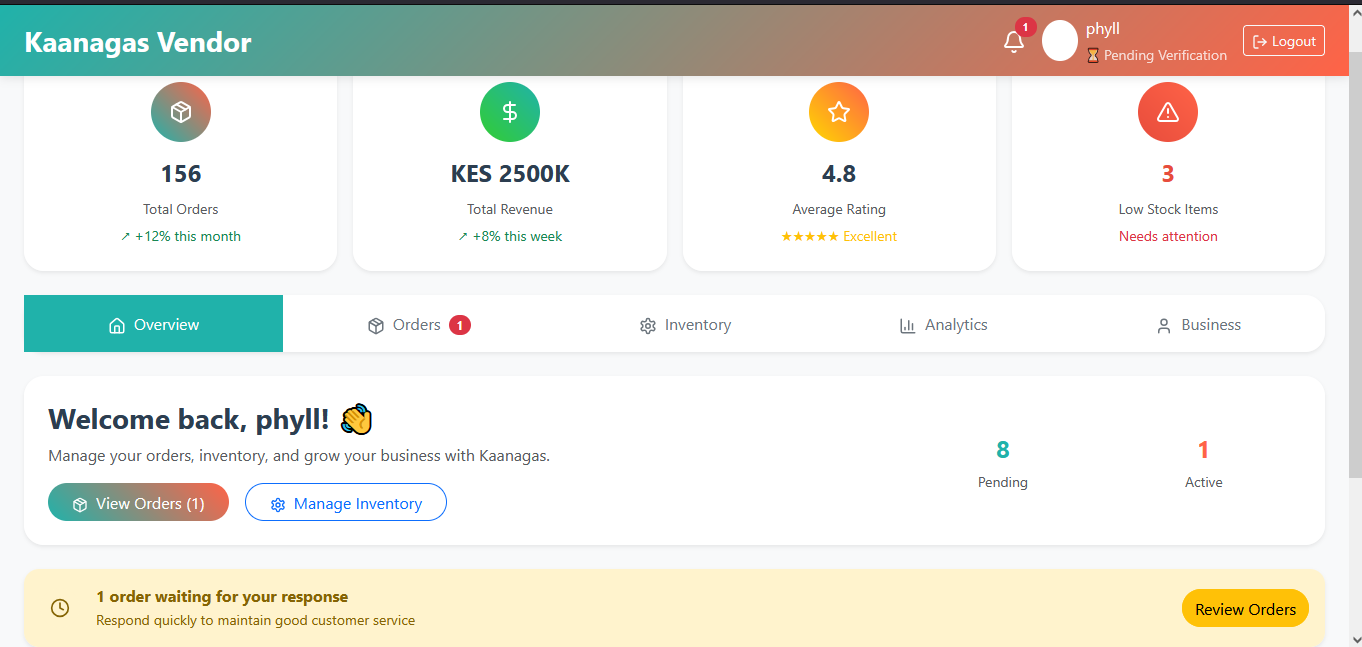 Kaanagas Vendor
1
phyll
⏳ Pending Verification
Logout
156
Total Orders
↗ +12% this month
KES 2500K
Total Revenue
↗ +8% this week
4.8
Average Rating
★★★★★ Excellent
3
Low Stock Items
Needs attention
Overview
Orders 1
Inventory
Analytics
Business
Welcome back, phyll! 👏
Manage your orders, inventory, and grow your business with Kaanagas.
View Orders (1)
Manage Inventory
8
Pending
1
Active
1 order waiting for your response
Respond quickly to maintain good customer service
Review Orders